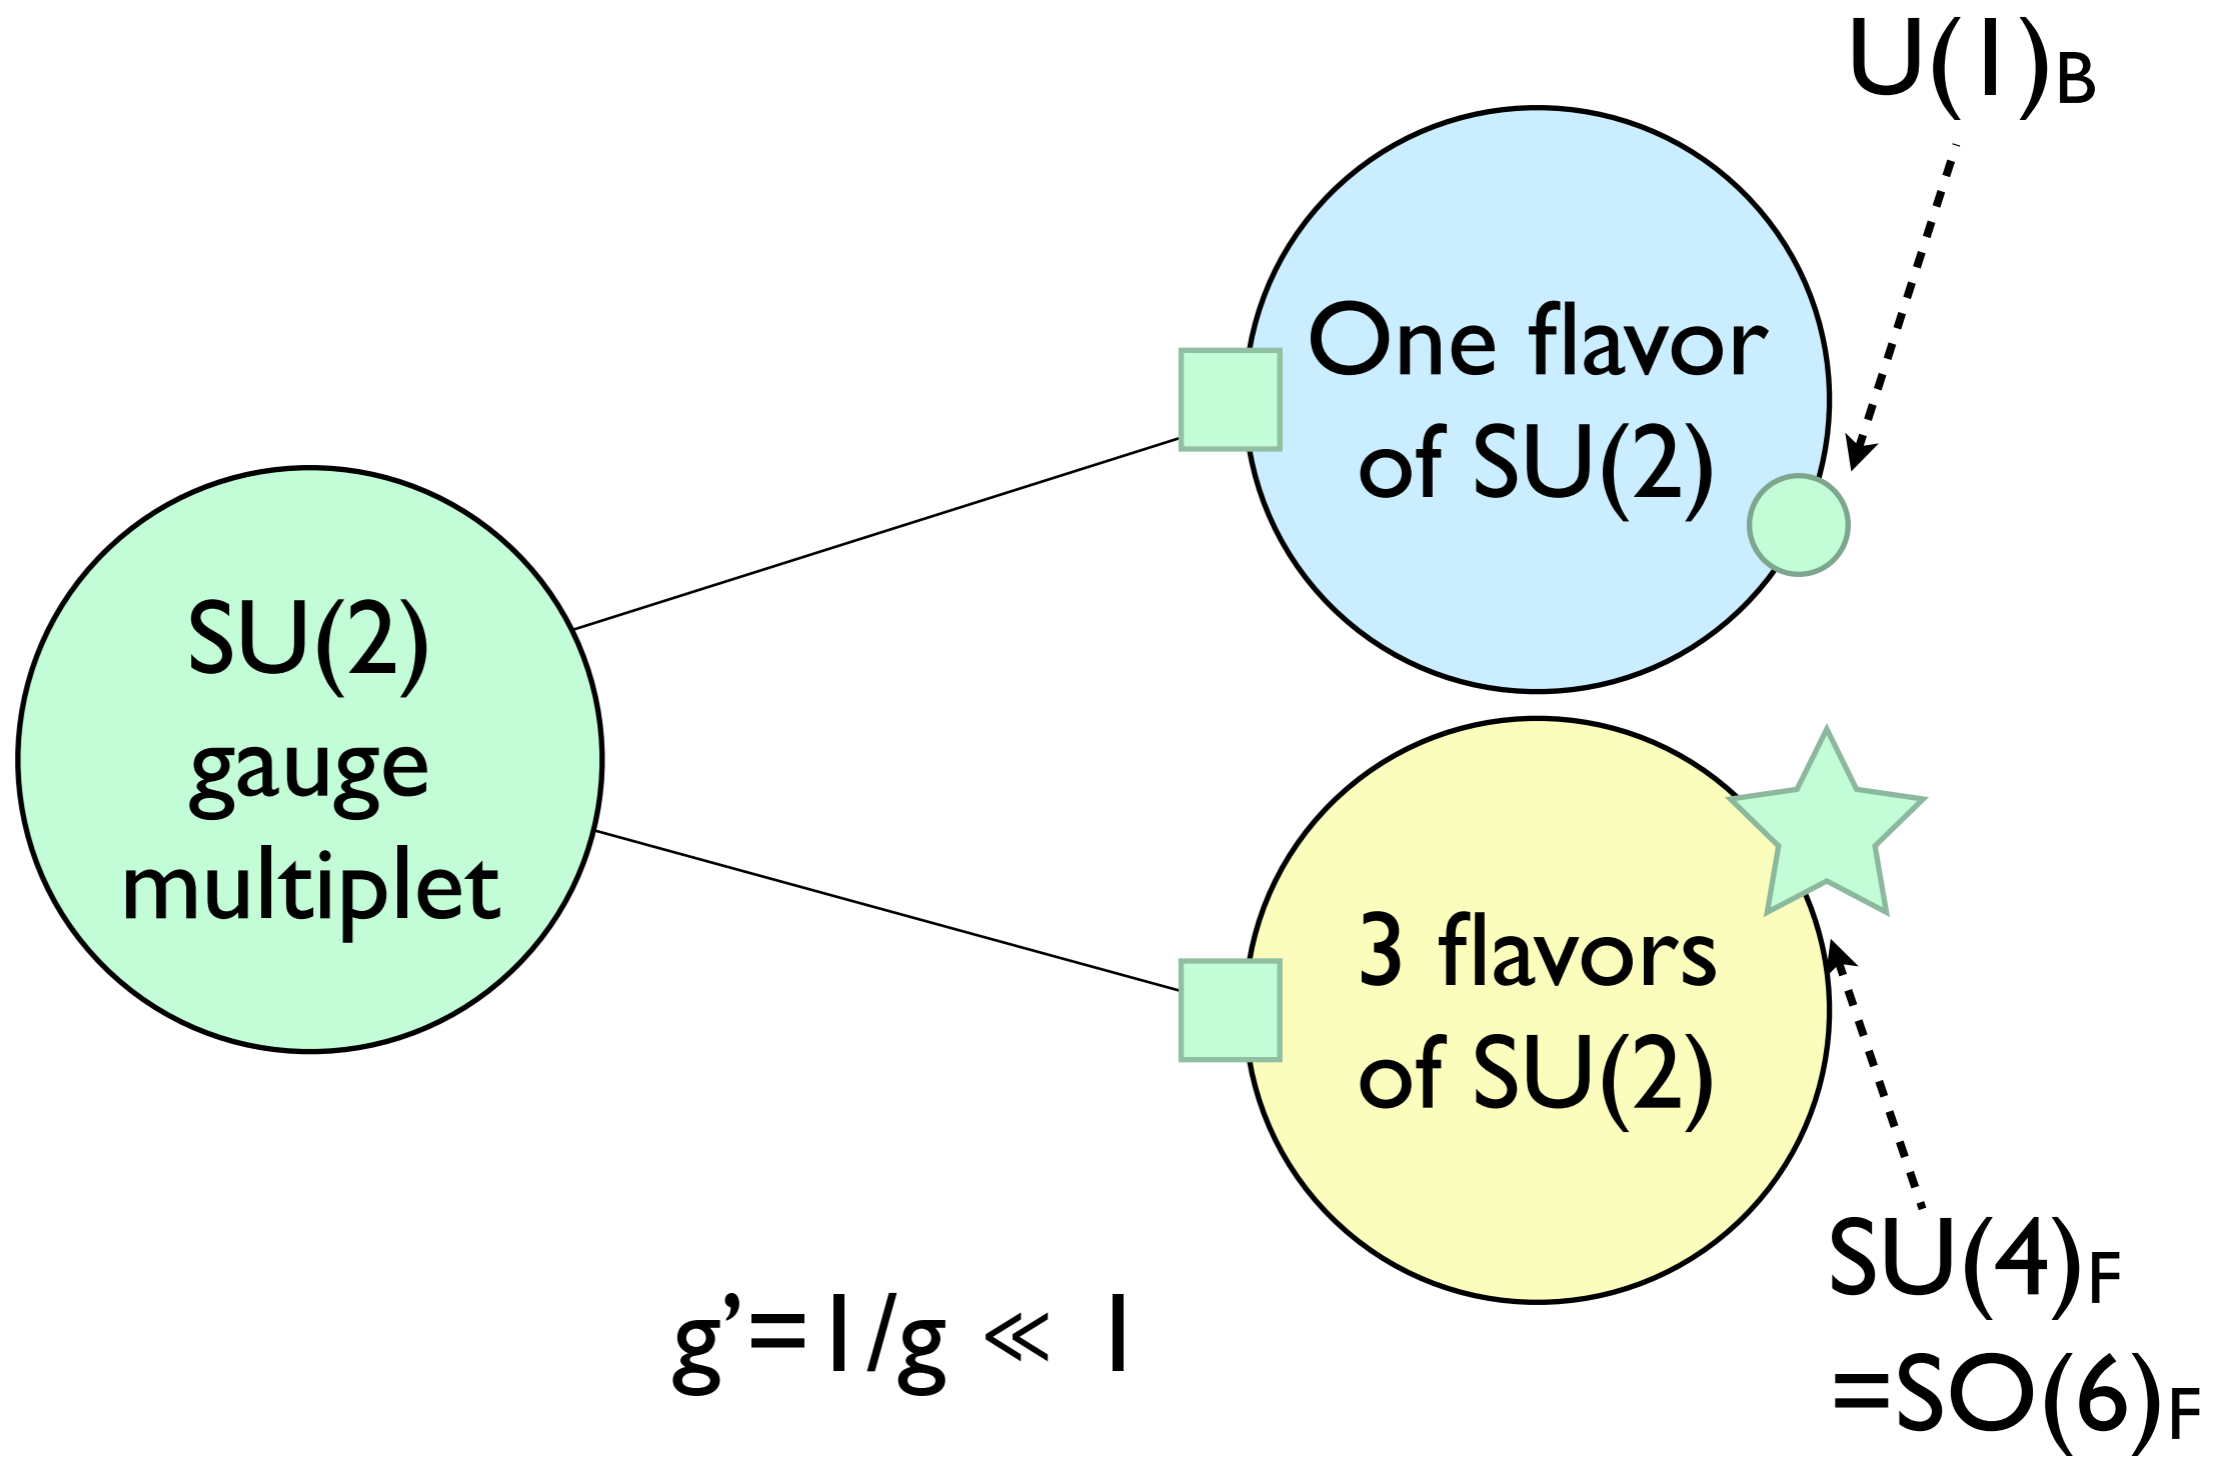 U(1)B
One flavor
of SU(2)
SU(2)
gauge
multiplet
3 flavors
of SU(2)
g’=1/g ≪ 1
SU(4)F
=SO(6)F